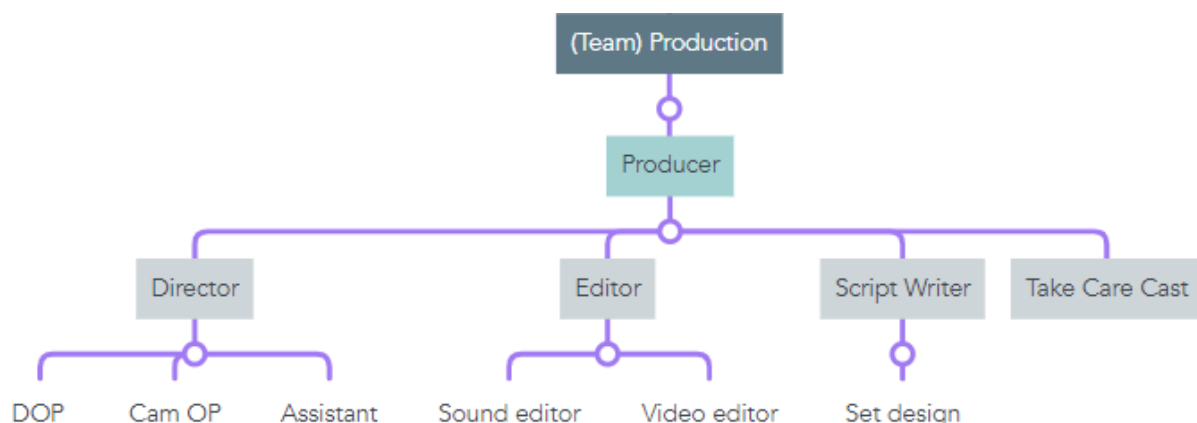 (Team) Production
Producer
Director
Editor
Script Writer
Take Care Cast
DOP
Cam OP
Assistant
Sound editor
Video editor
Set design